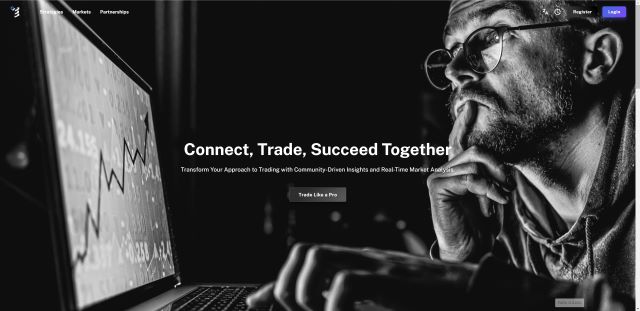 Strategies Markets Partnerships Register Login
Connect, Trade, Succeed Together
Transform Your Approach to Trading with Community-Driven Insights and Real-Time Market Analysis
Trade Like a Pro